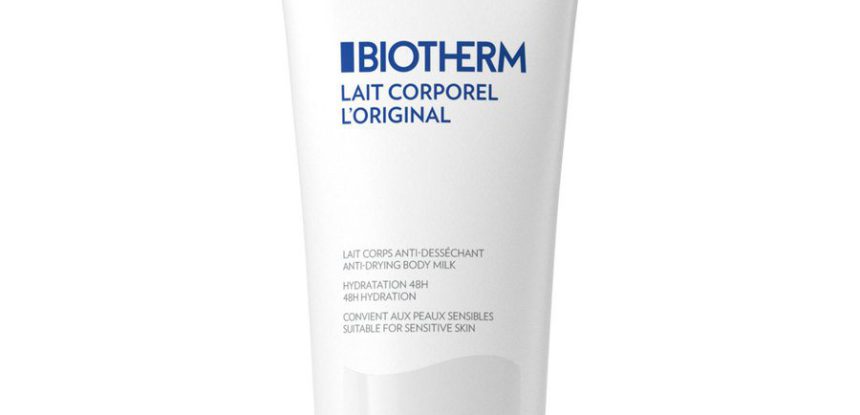 BIOTHERM
LAIT CORPOREL
L'ORIGINAL
LAIT CORPS ANTI-DESSÉCHANT
ANTI-DRYING BODY MILK
HYDRATATION 48H
48H HYDRATION
CONVIENT AUX PEAUX SENSIBLES
SUITABLE FOR SENSITIVE SKIN